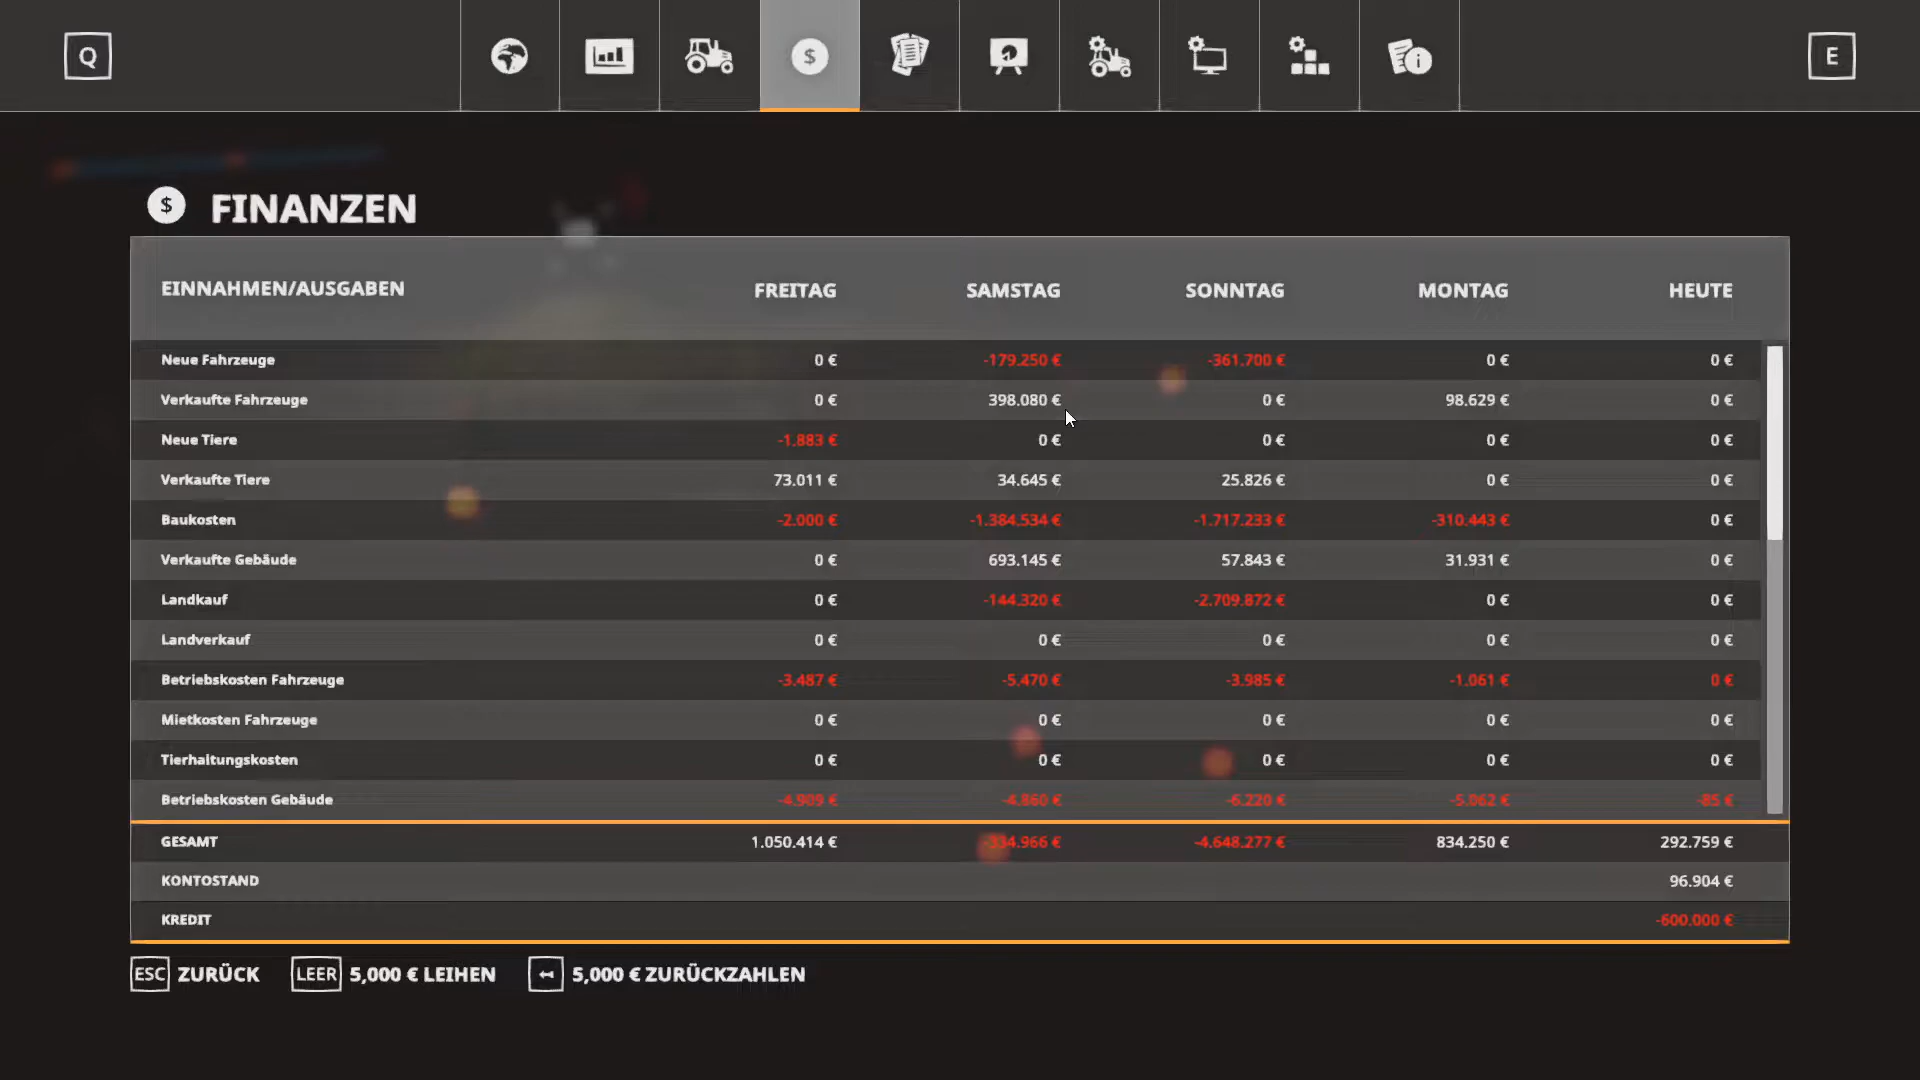 Q
$
E
$ FINANZEN
EINNAHMEN/AUSGABEN FREITAG SAMSTAG SONNTAG MONTAG HEUTE
Neue Fahrzeuge 0 € -179.250 € -361.700 € 0 € 0 €
Verkaufte Fahrzeuge 0 € 398.080 € 0 € 98.629 € 0 €
Neue Tiere -1.883 € 0 € 0 € 0 € 0 €
Verkaufte Tiere 73.011 € 34.645 € 25.826 € 0 € 0 €
Baukosten -2.000 € -1.384.534 € -1.717.233 € -310.443 € 0 €
Verkaufte Gebäude 0 € 693.145 € 57.843 € 31.931 € 0 €
Landkauf 0 € -144.320 € -2.709.872 € 0 € 0 €
Landverkauf 0 € 0 € 0 € 0 € 0 €
Betriebskosten Fahrzeuge -3.487 € -5.470 € -3.985 € -1.061 € 0 €
Mietkosten Fahrzeuge 0 € 0 € 0 € 0 € 0 €
Tierhaltungskosten 0 € 0 € 0 € 0 € 0 €
Betriebskosten Gebäude -4.909 € -4.860 € -6.220 € -5.062 € -85 €
GESAMT 1.050.414 € -334.966 € -4.648.277 € 834.250 € 292.759 €
KONTOSTAND 96.904 €
KREDIT -600.000 €
ESC ZURÜCK LEER 5,000 € LEIHEN 5,000 € ZURÜCKZAHLEN